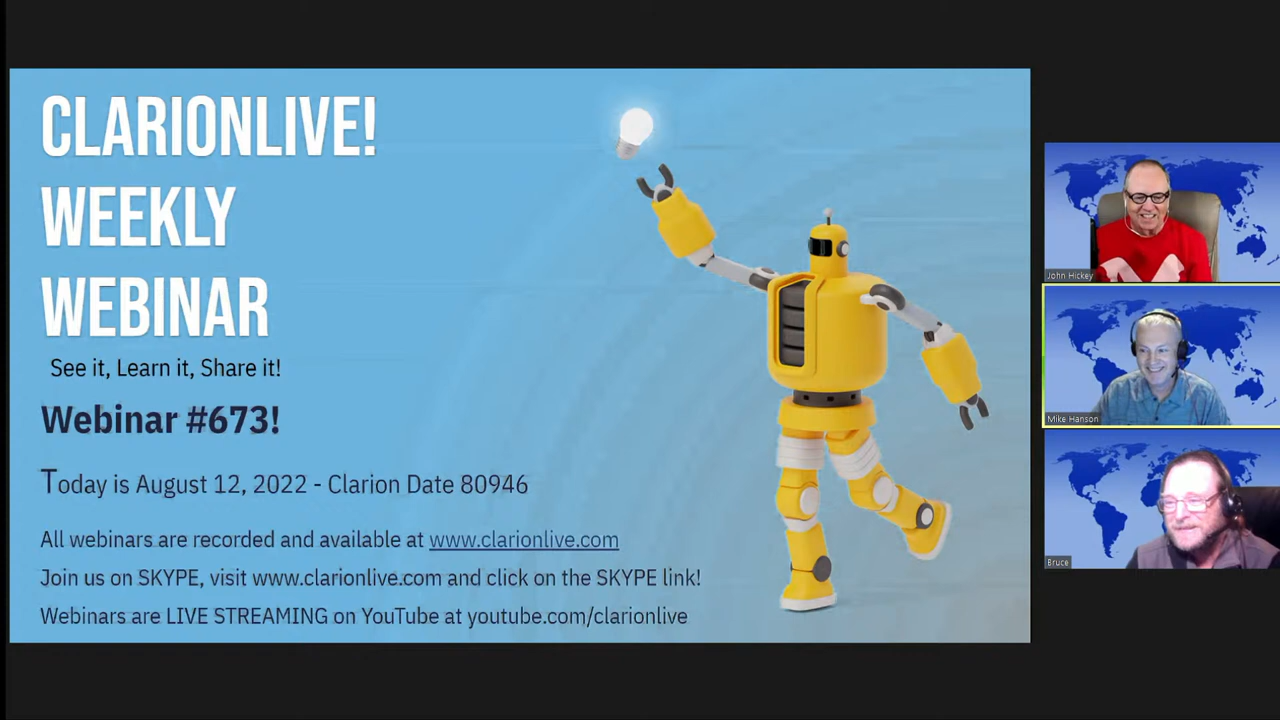 CLARIONLIVE!
WEEKLY
WEBINAR
See it, Learn it, Share it!
Webinar #673!
Today is August 12, 2022 - Clarion Date 80946
All webinars are recorded and available at www.clarionlive.com
Join us on SKYPE, visit www.clarionlive.com and click on the SKYPE link!
Webinars are LIVE STREAMING on YouTube at youtube.com/clarionlive
John Hickey
Mike Hanson
Bruce